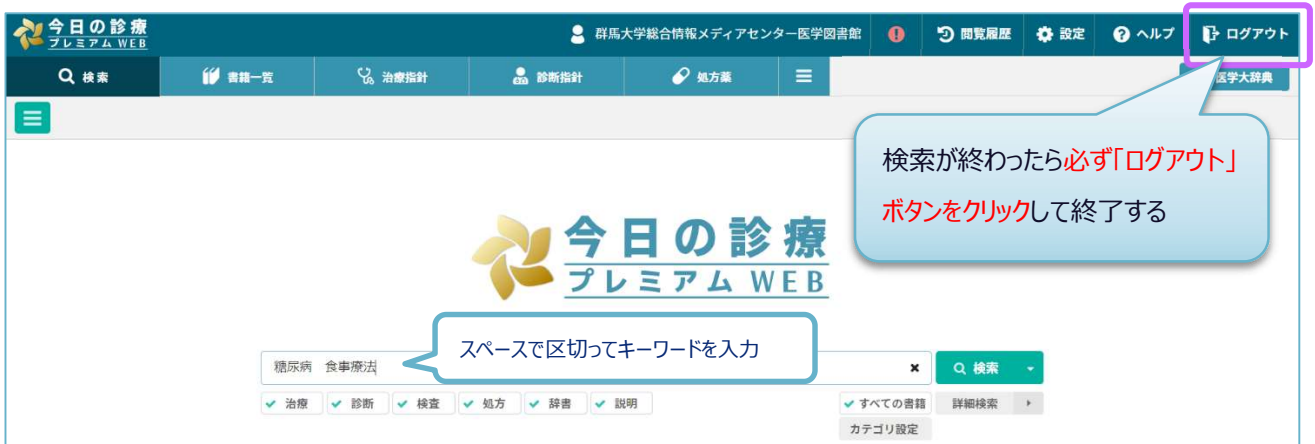 今日の診療
プレミアム WEB
群馬大学総合情報メディアセンター医学図書館
!
閲覧履歴
設定
? ヘルプ
ログアウト
検索
書籍一覧
治療指針
診断指針
処方薬
医学大辞典
検索が終わったら必ず「ログアウト」
ボタンをクリックして終了する
今日の診療
プレミアム WEB
スペースで区切ってキーワードを入力
糖尿病 食事療法
検索
治療
診断
検査
処方
辞書
説明
すべての書籍
詳細検索
カテゴリ設定